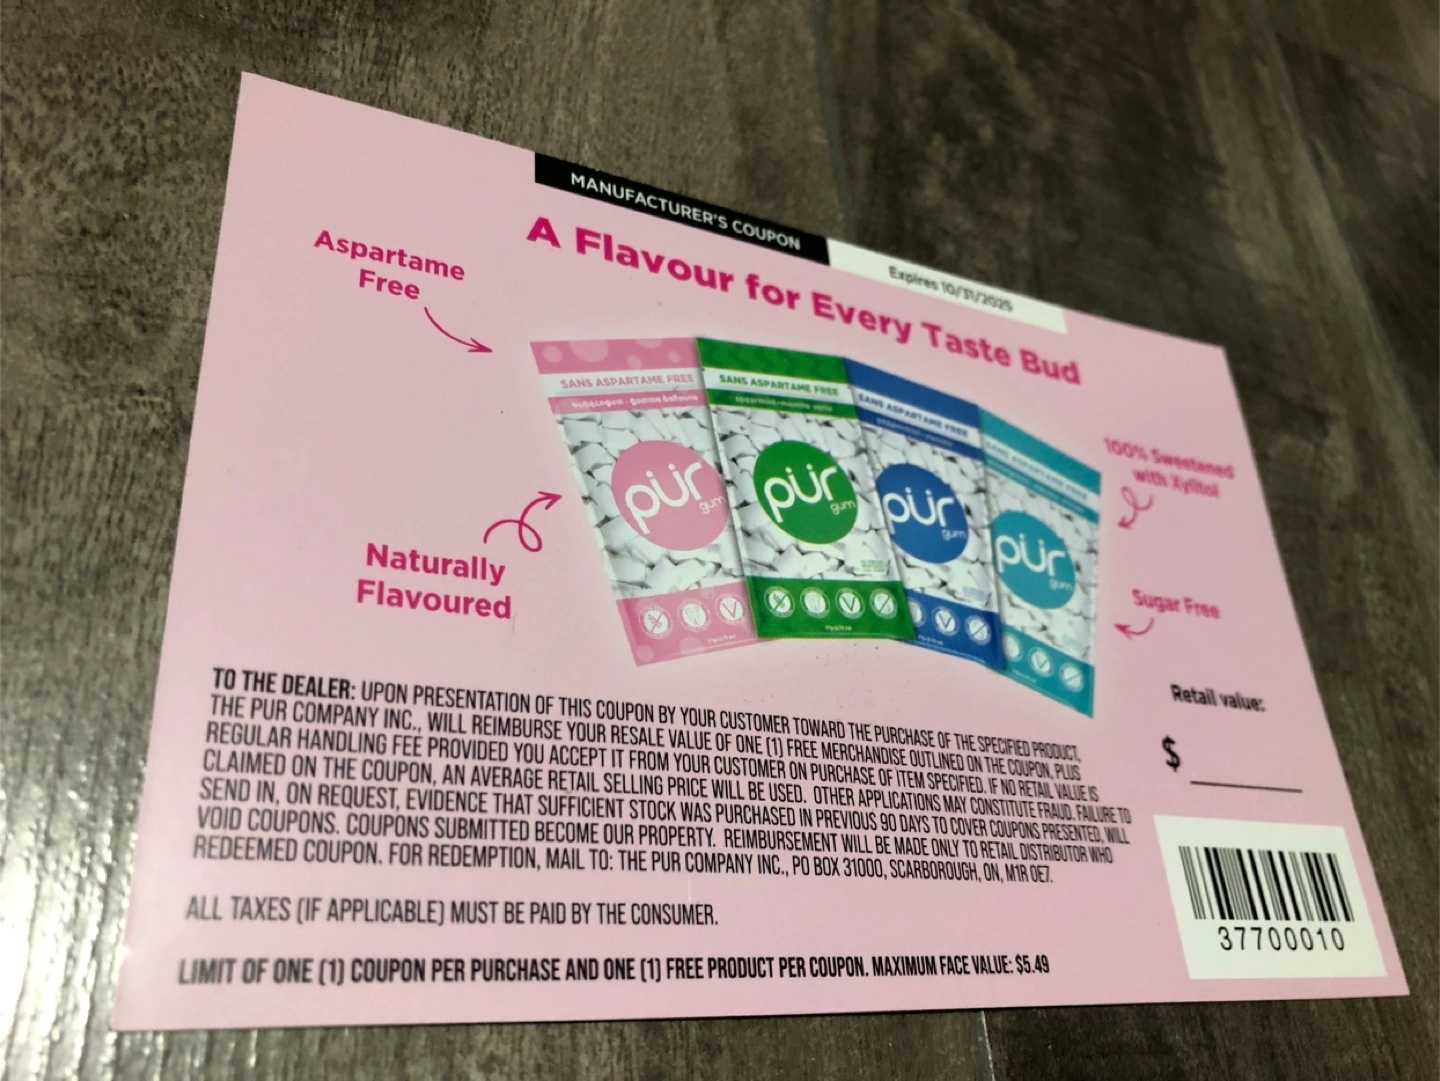 MANUFACTURER'S COUPON
Expires 10/31/2025
A Flavour for Every Taste Bud
Aspartame
Free
Naturally
Flavoured
100% Sweetened
with Xylitol
Sugar Free
SANS ASPARTAME FREE
bubblegum • gomme balloune
pür
gum
SANS ASPARTAME FREE
spearmint • menthe verte
pür
gum
SANS ASPARTAME FREE
pür
gum
SANS ASPARTAME FREE
pür
gum
TO THE DEALER: UPON PRESENTATION OF THIS COUPON BY YOUR CUSTOMER TOWARD THE PURCHASE OF THE SPECIFIED PRODUCT,
THE PUR COMPANY INC., WILL REIMBURSE YOUR RESALE VALUE OF ONE (1) FREE MERCHANDISE OUTLINED ON THE COUPON, PLUS
REGULAR HANDLING FEE PROVIDED YOU ACCEPT IT FROM YOUR CUSTOMER ON PURCHASE OF ITEM SPECIFIED. IF NO RETAIL VALUE IS
CLAIMED ON THE COUPON, AN AVERAGE RETAIL SELLING PRICE WILL BE USED. OTHER APPLICATIONS MAY CONSTITUTE FRAUD. FAILURE TO
SEND IN, ON REQUEST, EVIDENCE THAT SUFFICIENT STOCK WAS PURCHASED IN PREVIOUS 90 DAYS TO COVER COUPONS PRESENTED, WILL
VOID COUPONS. COUPONS SUBMITTED BECOME OUR PROPERTY. REIMBURSEMENT WILL BE MADE ONLY TO RETAIL DISTRIBUTOR WHO
REDEEMED COUPON. FOR REDEMPTION, MAIL TO: THE PUR COMPANY INC., PO BOX 31000, SCARBOROUGH, ON, M1R 0E7.
ALL TAXES (IF APPLICABLE) MUST BE PAID BY THE CONSUMER.
LIMIT OF ONE (1) COUPON PER PURCHASE AND ONE (1) FREE PRODUCT PER COUPON. MAXIMUM FACE VALUE: $5.49
Retail value:
$
37700010